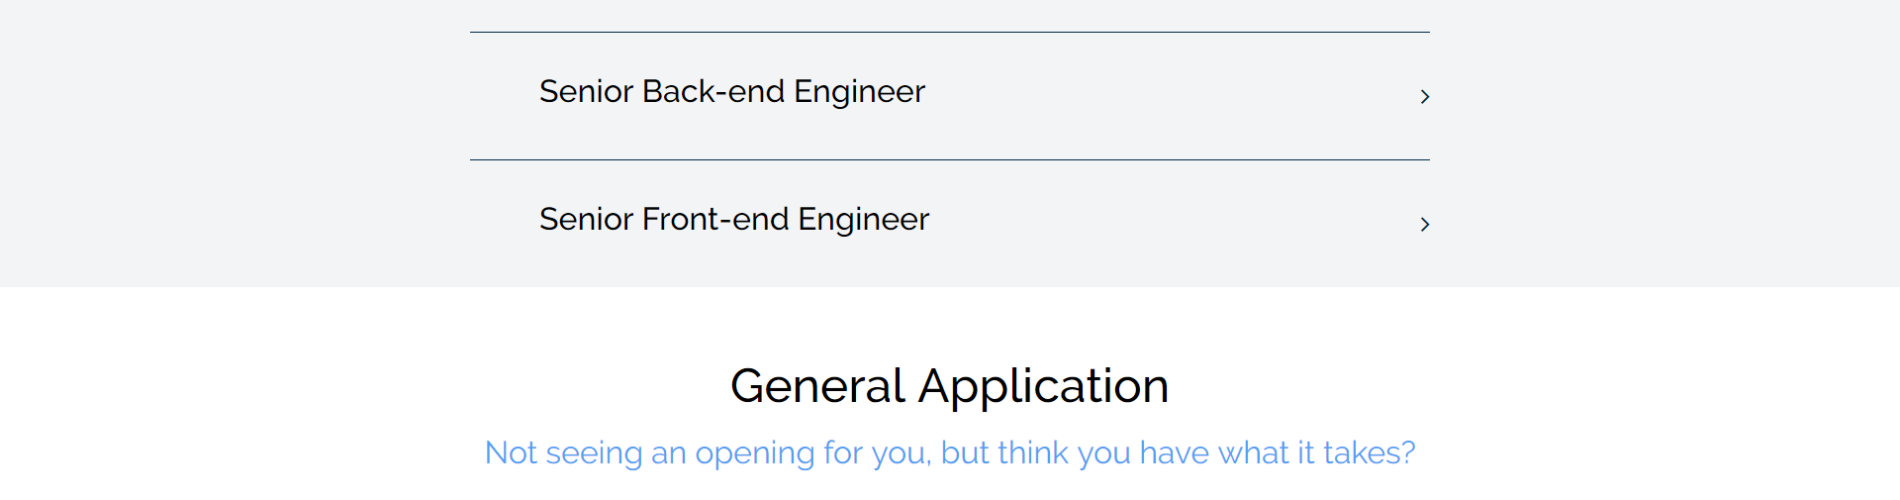 Senior Back-end Engineer
Senior Front-end Engineer
General Application
Not seeing an opening for you, but think you have what it takes?